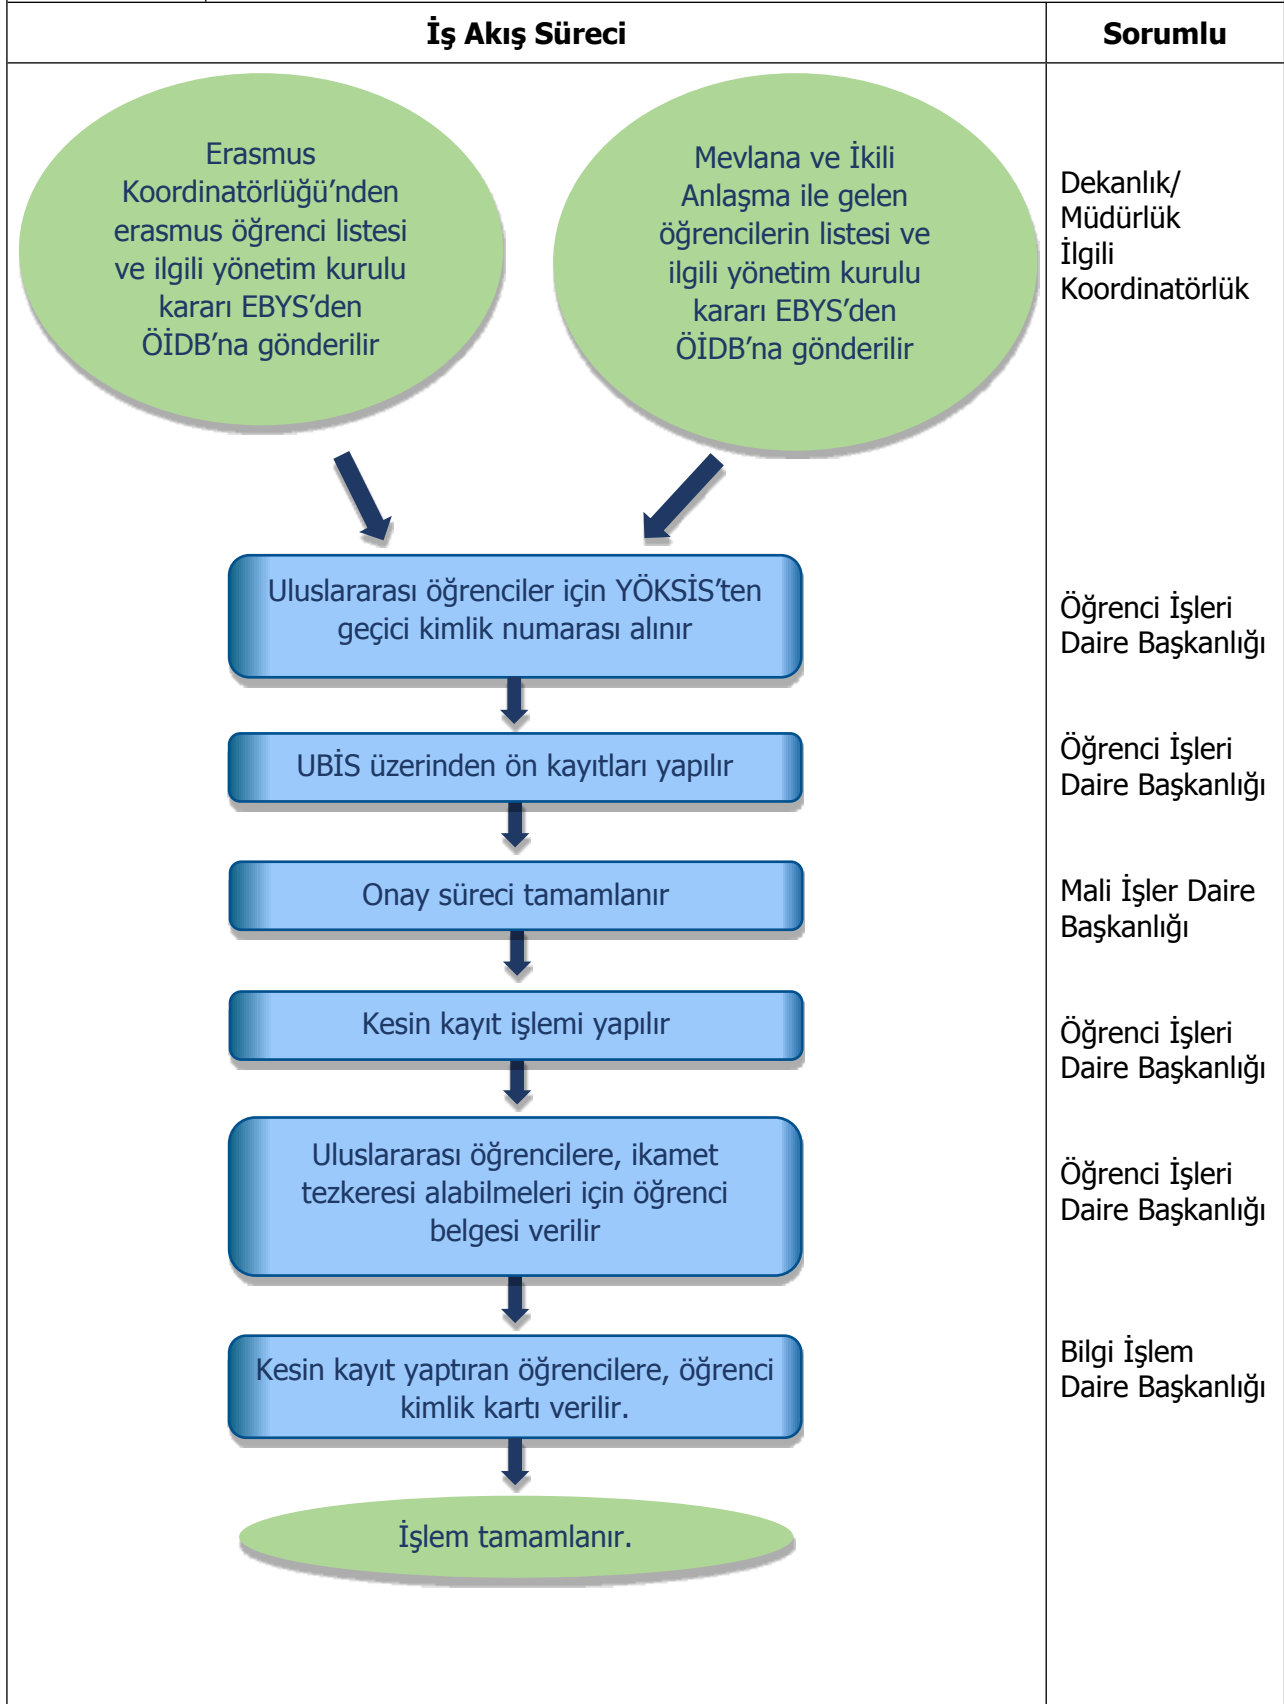 İş Akış Süreci
Sorumlu
Erasmus
Koordinatörlüğü’nden
erasmus öğrenci listesi
ve ilgili yönetim kurulu
kararı EBYS’den
ÖİDB’na gönderilir
Mevlana ve İkili
Anlaşma ile gelen
öğrencilerin listesi ve
ilgili yönetim kurulu
kararı EBYS’den
ÖİDB’na gönderilir
Dekanlık/
Müdürlük
İlgili
Koordinatörlük
Uluslararası öğrenciler için YÖKSİS’ten
geçici kimlik numarası alınır
Öğrenci İşleri
Daire Başkanlığı
UBİS üzerinden ön kayıtları yapılır
Öğrenci İşleri
Daire Başkanlığı
Onay süreci tamamlanır
Mali İşler Daire
Başkanlığı
Kesin kayıt işlemi yapılır
Öğrenci İşleri
Daire Başkanlığı
Uluslararası öğrencilere, ikamet
tezkeresi alabilmeleri için öğrenci
belgesi verilir
Öğrenci İşleri
Daire Başkanlığı
Kesin kayıt yaptıran öğrencilere, öğrenci
kimlik kartı verilir.
Bilgi İşlem
Daire Başkanlığı
İşlem tamamlanır.